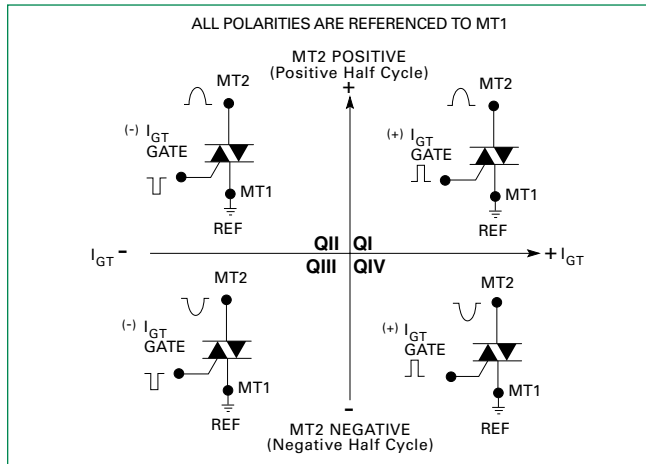 ALL POLARITIES ARE REFERENCED TO MT1
MT2 POSITIVE
(Positive Half Cycle)
+
MT2
(-) IGT
GATE
MT1
REF
MT2
(+) IGT
GATE
MT1
REF
IGT -
QII QI
QIII QIV
+ IGT
MT2
(-) IGT
GATE
MT1
REF
MT2
(+) IGT
GATE
MT1
REF
-
MT2 NEGATIVE
(Negative Half Cycle)